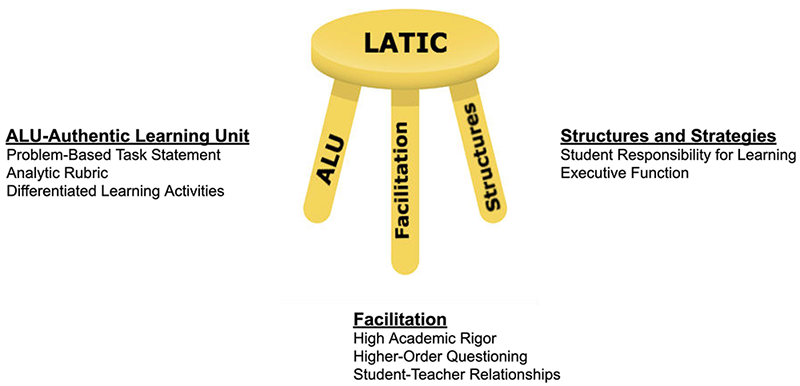 LATIC
ALU
Facilitation
Structures
ALU-Authentic Learning Unit
Problem-Based Task Statement
Analytic Rubric
Differentiated Learning Activities
Structures and Strategies
Student Responsibility for Learning
Executive Function
Facilitation
High Academic Rigor
Higher-Order Questioning
Student-Teacher Relationships